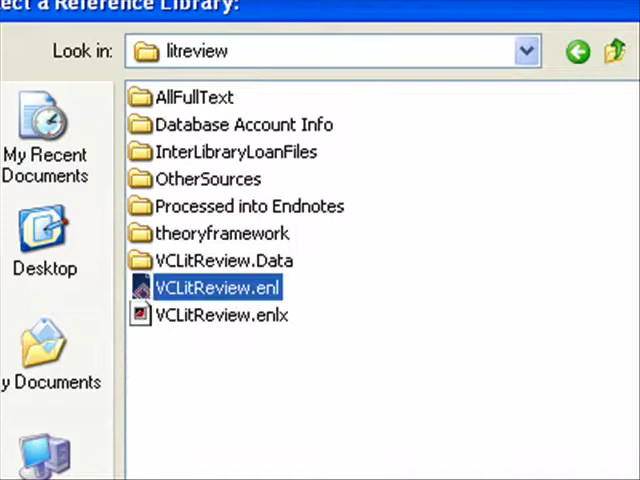 ect a Reference Library:
Look in: litreview
AllFullText
Database Account Info
InterLibraryLoanFiles
OtherSources
Processed into Endnotes
theoryframework
VCLitReview.Data
VCLitReview.enl
VCLitReview.enlx
My Recent
Documents
Desktop
y Documents